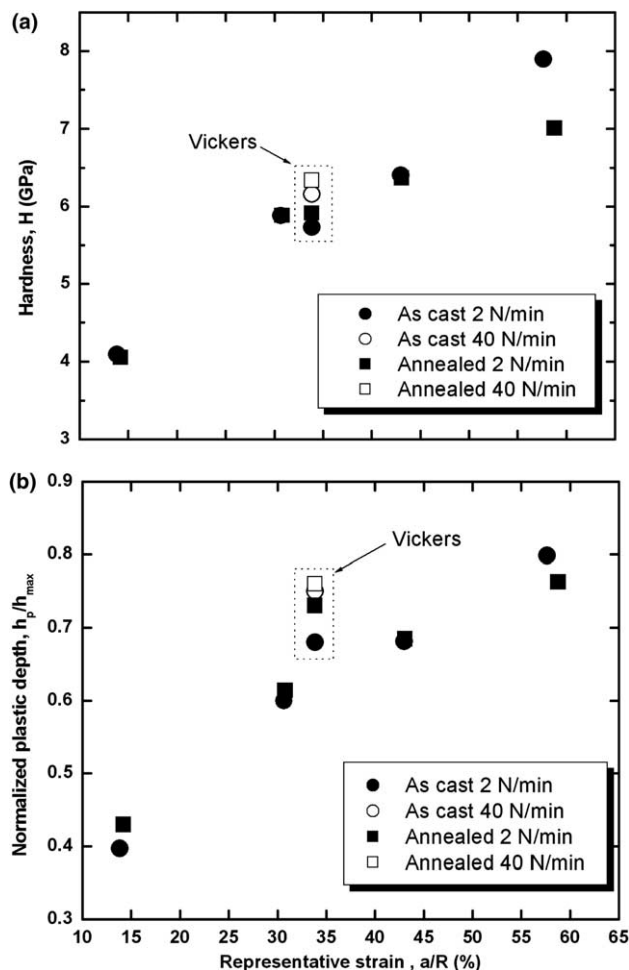 (a)
8
7
6
5
4
3
Hardness, H (GPa)
Vickers
As cast 2 N/min
As cast 40 N/min
Annealed 2 N/min
Annealed 40 N/min
(b)
0.9
0.8
0.7
0.6
0.5
0.4
0.3
Normalized plastic depth, hp/hmax
Vickers
As cast 2 N/min
As cast 40 N/min
Annealed 2 N/min
Annealed 40 N/min
10 15 20 25 30 35 40 45 50 55 60 65
Representative strain , a/R (%)